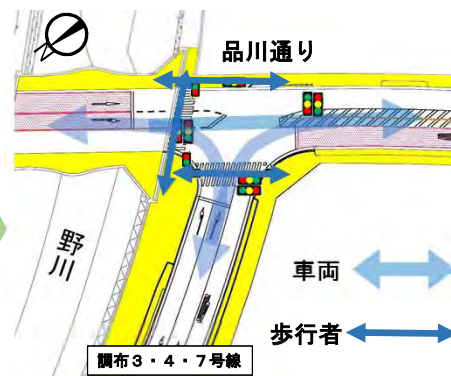 品川通り
野川
車両
歩行者
調布3・4・7号線